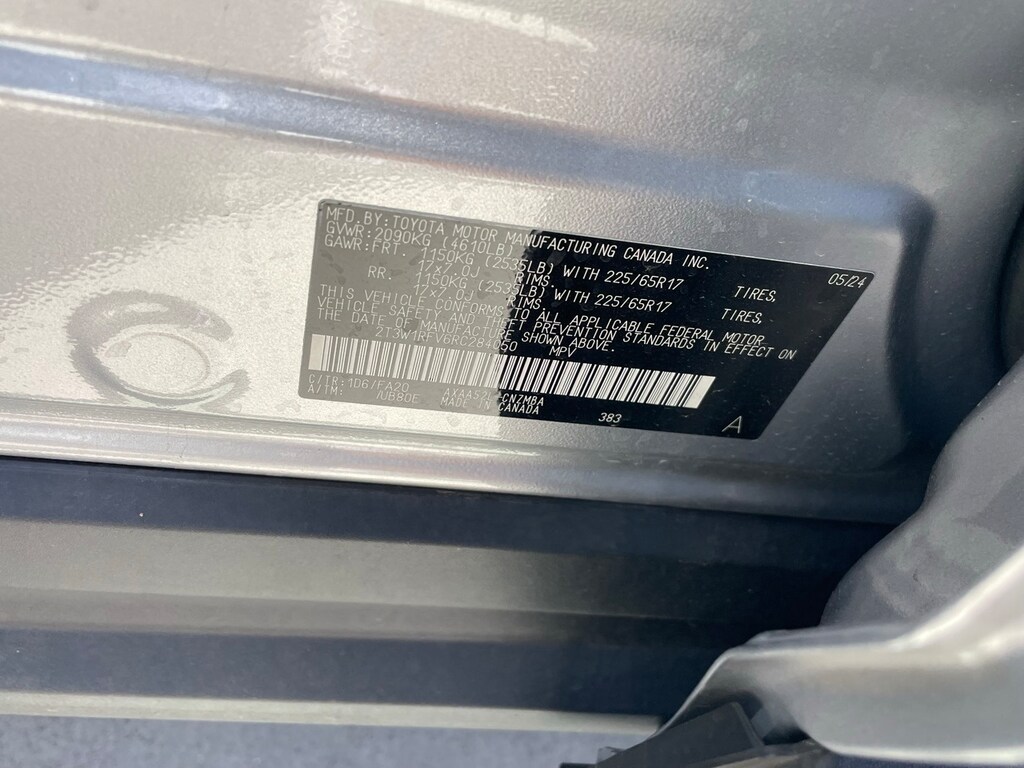 MFD.BY:TOYOTA MOTOR MANUFACTURING CANADA INC.
GVWR:2090KG (4610LB) 05/24
GAWR:FRT. 1150KG (2535LB) WITH 225/65R17 TIRES,
17x7.0J RIMS.
RR. 1150KG (2535LB) WITH 225/65R17 TIRES,
17x7.0J RIMS.
THIS VEHICLE CONFORMS TO ALL APPLICABLE FEDERAL MOTOR
VEHICLE SAFETY AND THEFT PREVENTION STANDARDS IN EFFECT ON
THE DATE OF MANUFACTURE SHOWN ABOVE.
MPV
C/TR:1D6/FA20
A/TM: /UB80E MADE IN CANADA 383 A